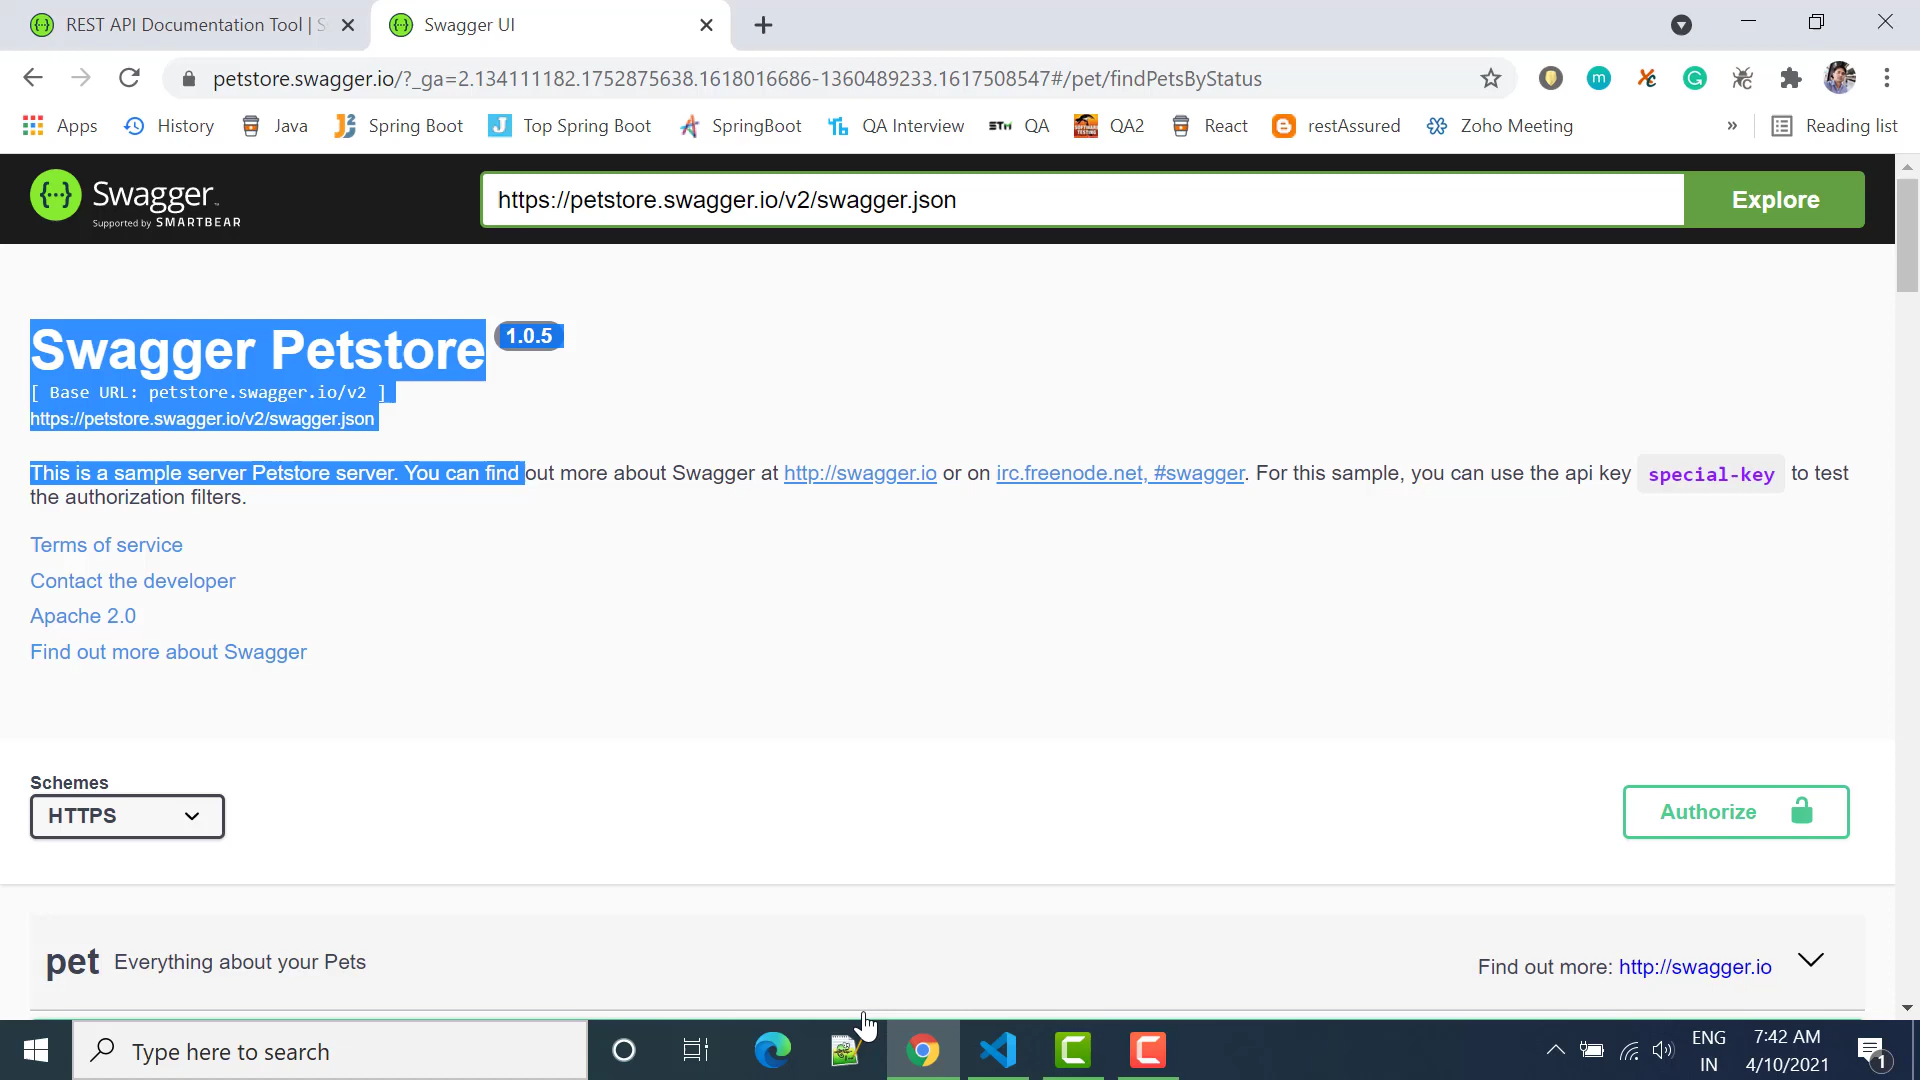 REST API Documentation Tool | S
Swagger UI
petstore.swagger.io/?_ga=2.134111182.1752875638.1618016686-1360489233.1617508547#/pet/findPetsByStatus
Apps History Java Spring Boot Top Spring Boot SpringBoot QA Interview QA QA2 React restAssured Zoho Meeting » Reading list
Swagger
Supported by SMARTBEAR
https://petstore.swagger.io/v2/swagger.json
Explore
Swagger Petstore 1.0.5
[ Base URL: petstore.swagger.io/v2 ]
https://petstore.swagger.io/v2/swagger.json
This is a sample server Petstore server. You can find out more about Swagger at http://swagger.io or on irc.freenode.net, #swagger. For this sample, you can use the api key special-key to test
the authorization filters.
Terms of service
Contact the developer
Apache 2.0
Find out more about Swagger
Schemes
HTTPS
Authorize
pet Everything about your Pets
Find out more: http://swagger.io
Type here to search
ENG
IN
7:42 AM
4/10/2021
1